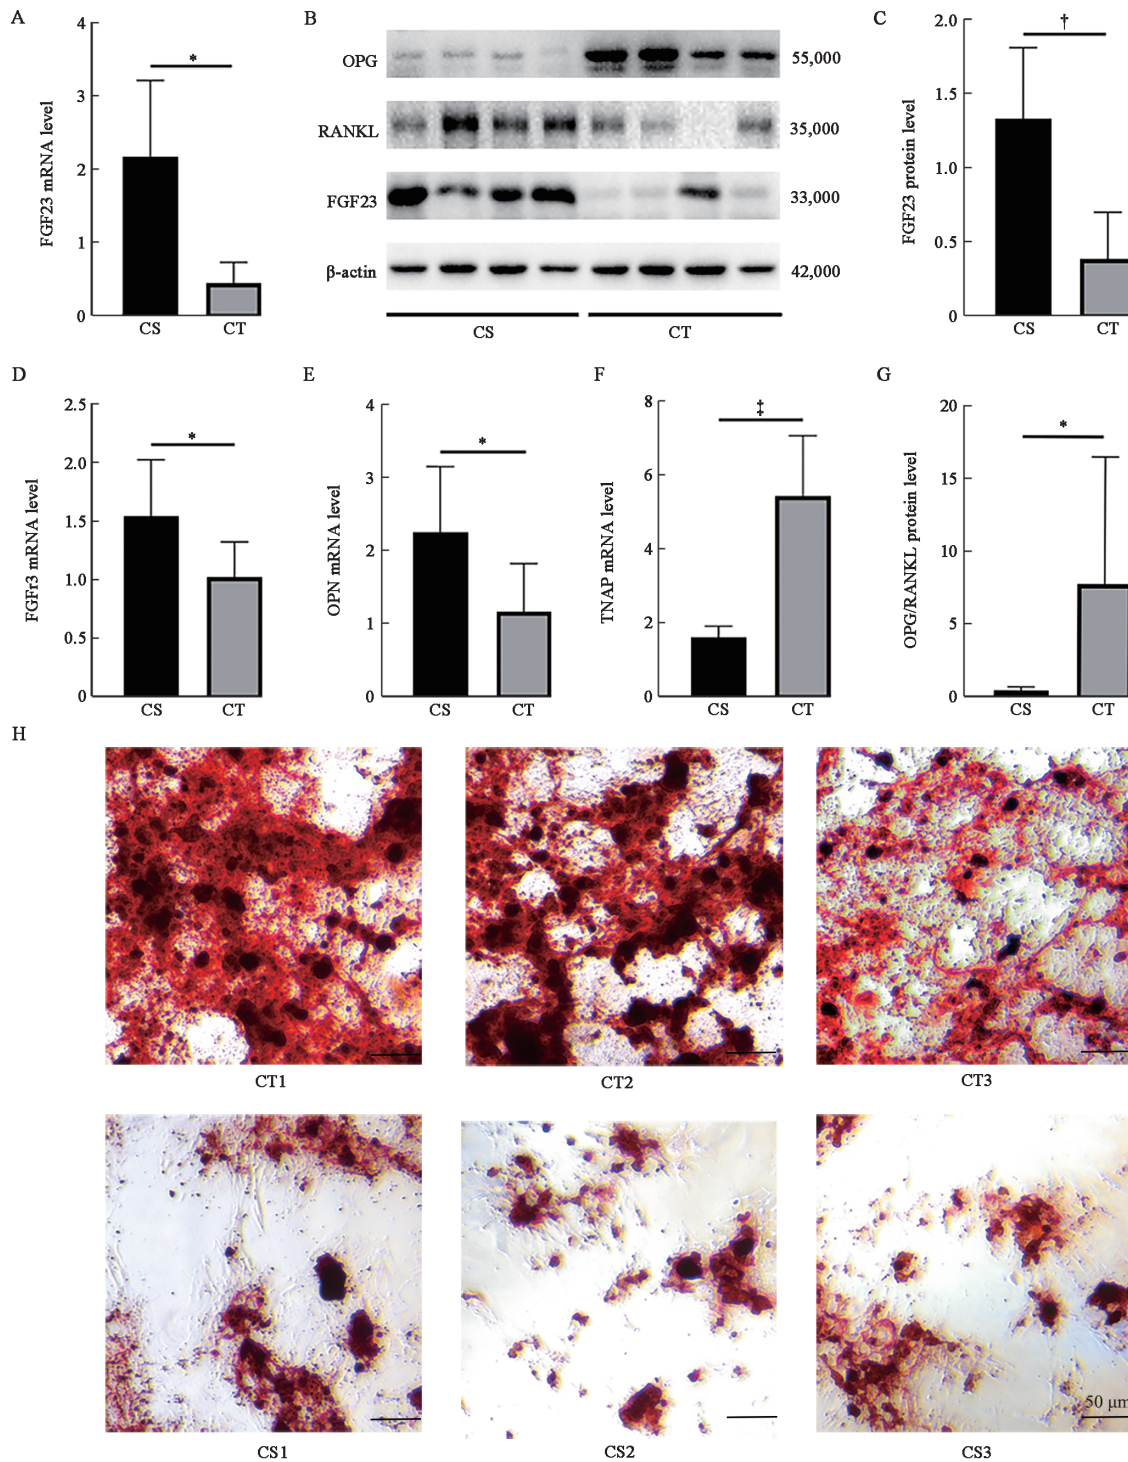 A
FGF23 mRNA level
4
3
2
1
0
*
CS
CT
B
OPG
55,000
RANKL
35,000
FGF23
33,000
β-actin
42,000
CS
CT
C
FGF23 protein level
2.0
1.5
1.0
0.5
0
†
CS
CT
D
FGFr3 mRNA level
2.5
2.0
1.5
1.0
0.5
0
*
CS
CT
E
OPN mRNA level
4
3
2
1
0
*
CS
CT
F
TNAP mRNA level
8
6
4
2
0
‡
CS
CT
G
OPG/RANKL protein level
20
15
10
5
0
*
CS
CT
H
CT1
CT2
CT3
50 μm
CS1
CS2
CS3